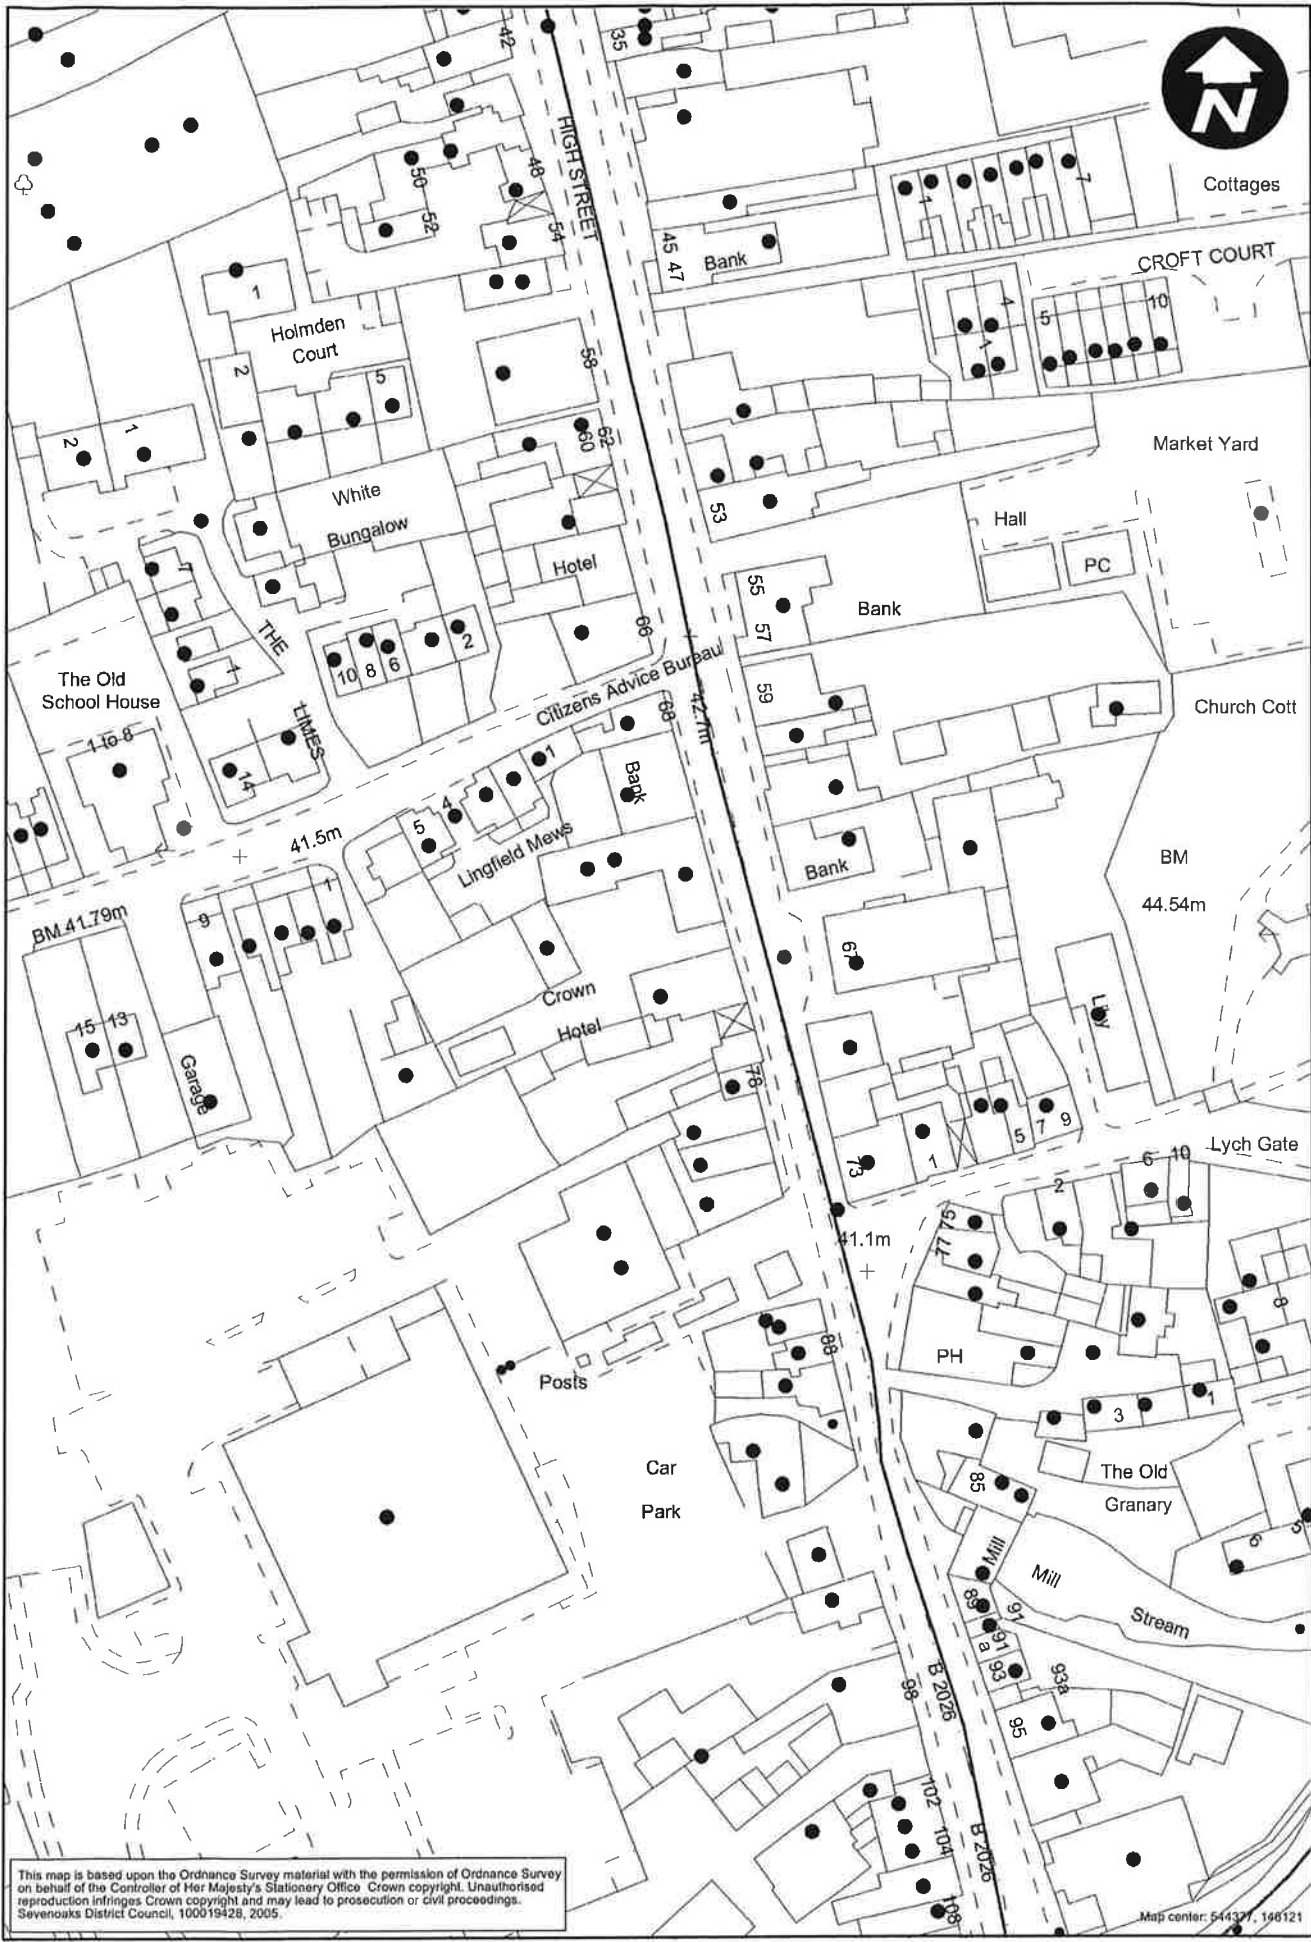 42
35
N
HIGH STREET
48
50
52
54
1
7
Cottages
45 47
Bank
CROFT COURT
1
Holmden
Court
4
1
5
10
58
2
5
2
1
60
62
Market Yard
White
Bungalow
53
Hall
PC
Hotel
7
55
57
Bank
THE
1
10 8 6
2
66
The Old
School House
Citizens Advice Bureau
59
Church Cott
68
42.7m
LIMES
1 to 8
14
1
Bank
4
5
41.5m
Lingfield Mews
Bank
BM
44.54m
BM 41.79m
9
1
67
Crown
Hotel
Liby
15 13
Garage
78
5 7 9
1
73
Lych Gate
6 10
2
75
77
41.1m
8
88
PH
Posts
3
1
Car
Park
85
The Old
Granary
6
5
Mill
Mill
Stream
89
91
91
a
93
93a
95
98
B 2026
102
104
B 2026
108
This map is based upon the Ordnance Survey material with the permission of Ordnance Survey
on behalf of the Controller of Her Majesty's Stationery Office Crown copyright. Unauthorised
reproduction infringes Crown copyright and may lead to prosecution or civil proceedings.
Sevenoaks District Council, 100019428, 2005.
Map center: 544377, 146121